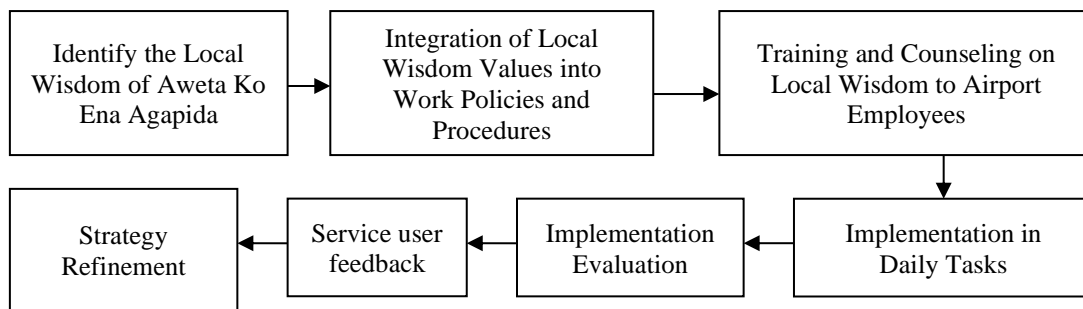 Identify the Local
Wisdom of Aweta Ko
Ena Agapida
Integration of Local
Wisdom Values into
Work Policies and
Procedures
Training and Counseling on
Local Wisdom to Airport
Employees
Implementation in
Daily Tasks
Implementation
Evaluation
Service user
feedback
Strategy
Refinement